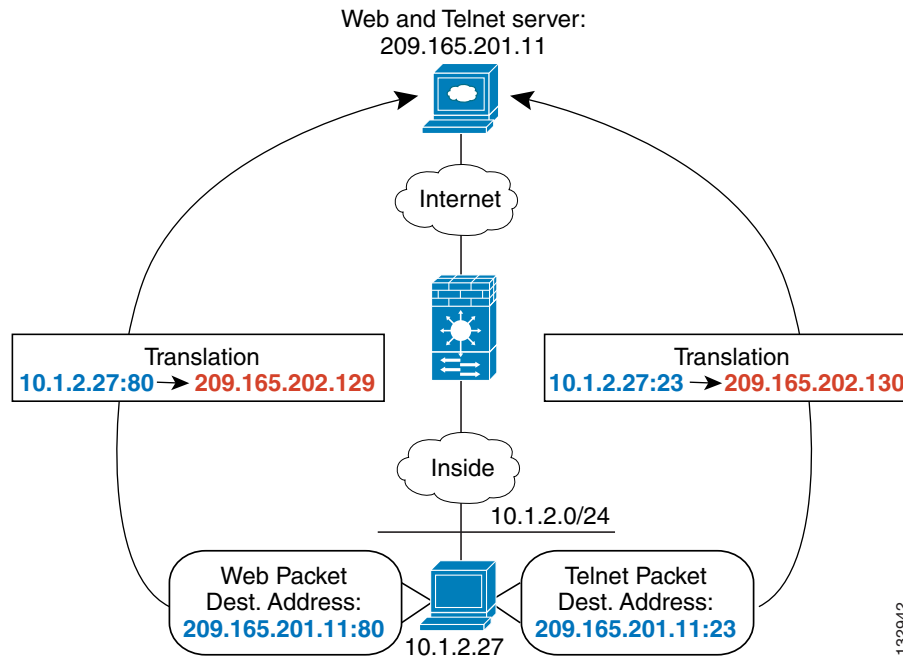 Web and Telnet server:
209.165.201.11
Internet
Translation
10.1.2.27:80 209.165.202.129
Translation
10.1.2.27:23 209.165.202.130
Inside
10.1.2.0/24
Web Packet
Dest. Address:
209.165.201.11:80
Telnet Packet
Dest. Address:
209.165.201.11:23
10.1.2.27
132942